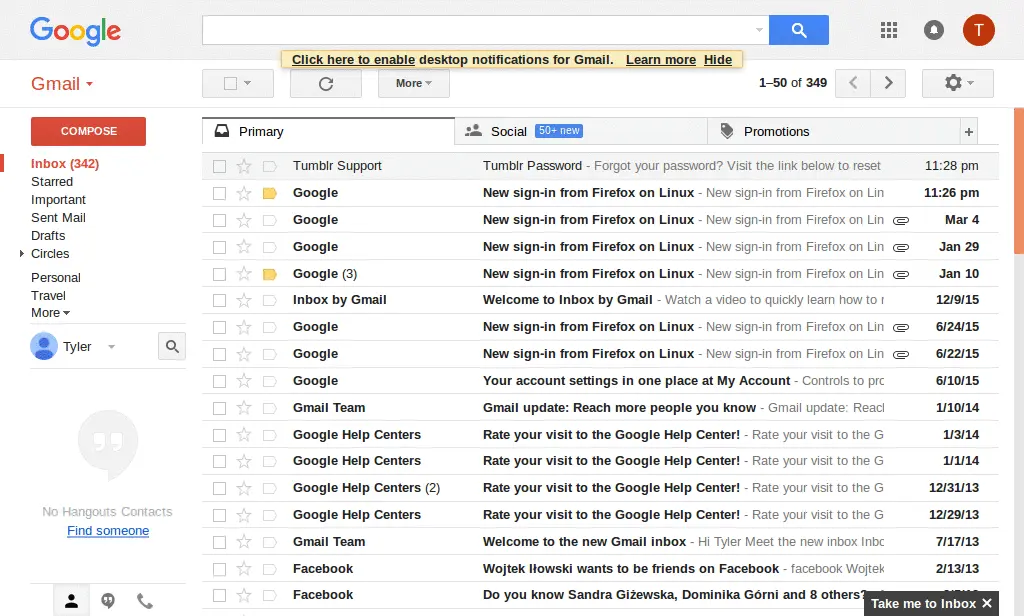 Google
T
Click here to enable desktop notifications for Gmail. Learn more Hide
Gmail
More
1–50 of 349
COMPOSE
Primary
Social 50+ new
Promotions
+
Inbox (342)
Starred
Important
Sent Mail
Drafts
Circles
Personal
Travel
More
Tyler
No Hangouts Contacts
Find someone
Tumblr Support Tumblr Password - Forgot your password? Visit the link below to reset 11:28 pm
Google New sign-in from Firefox on Linux - New sign-in from Firefox on Lin 11:26 pm
Google New sign-in from Firefox on Linux - New sign-in from Firefox on Lin Mar 4
Google New sign-in from Firefox on Linux - New sign-in from Firefox on Lin Jan 29
Google (3) New sign-in from Firefox on Linux - New sign-in from Firefox on Lin Jan 10
Inbox by Gmail Welcome to Inbox by Gmail - Watch a video to quickly learn how to 12/9/15
Google New sign-in from Firefox on Linux - New sign-in from Firefox on Lin 6/24/15
Google New sign-in from Firefox on Linux - New sign-in from Firefox on Lin 6/22/15
Google Your account settings in one place at My Account - Controls to prc 6/10/15
Gmail Team Gmail update: Reach more people you know - Gmail update: Reach 1/10/14
Google Help Centers Rate your visit to the Google Help Center! - Rate your visit to the G 1/3/14
Google Help Centers Rate your visit to the Google Help Center! - Rate your visit to the G 1/1/14
Google Help Centers (2) Rate your visit to the Google Help Center! - Rate your visit to the G 12/31/13
Google Help Centers Rate your visit to the Google Help Center! - Rate your visit to the G 12/29/13
Gmail Team Welcome to the new Gmail inbox - Hi Tyler Meet the new inbox Inbc 7/17/13
Facebook Wojtek Iłowski wants to be friends on Facebook - facebook Wojtek 2/13/13
Facebook Do you know Sandra Giżewska, Dominika Górni and 8 others?
Take me to Inbox ✕